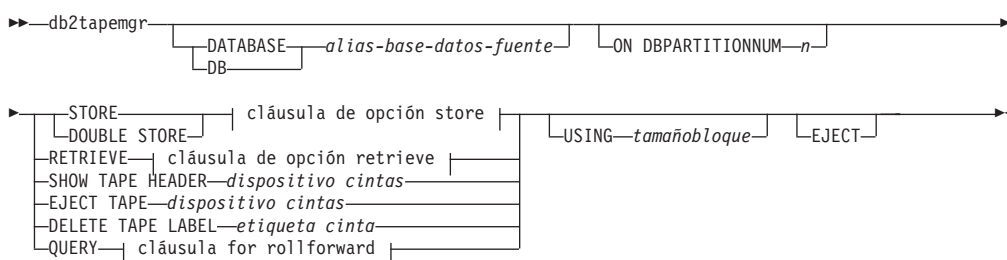 db2tapemgr
DATABASE alias-base-datos-fuente ON DBPARTITIONNUM n
DB
STORE cláusula de opción store
DOUBLE STORE USING tamañobloque EJECT
RETRIEVE cláusula de opción retrieve
SHOW TAPE HEADER dispositivo cintas
EJECT TAPE dispositivo cintas
DELETE TAPE LABEL etiqueta cinta
QUERY cláusula for rollforward